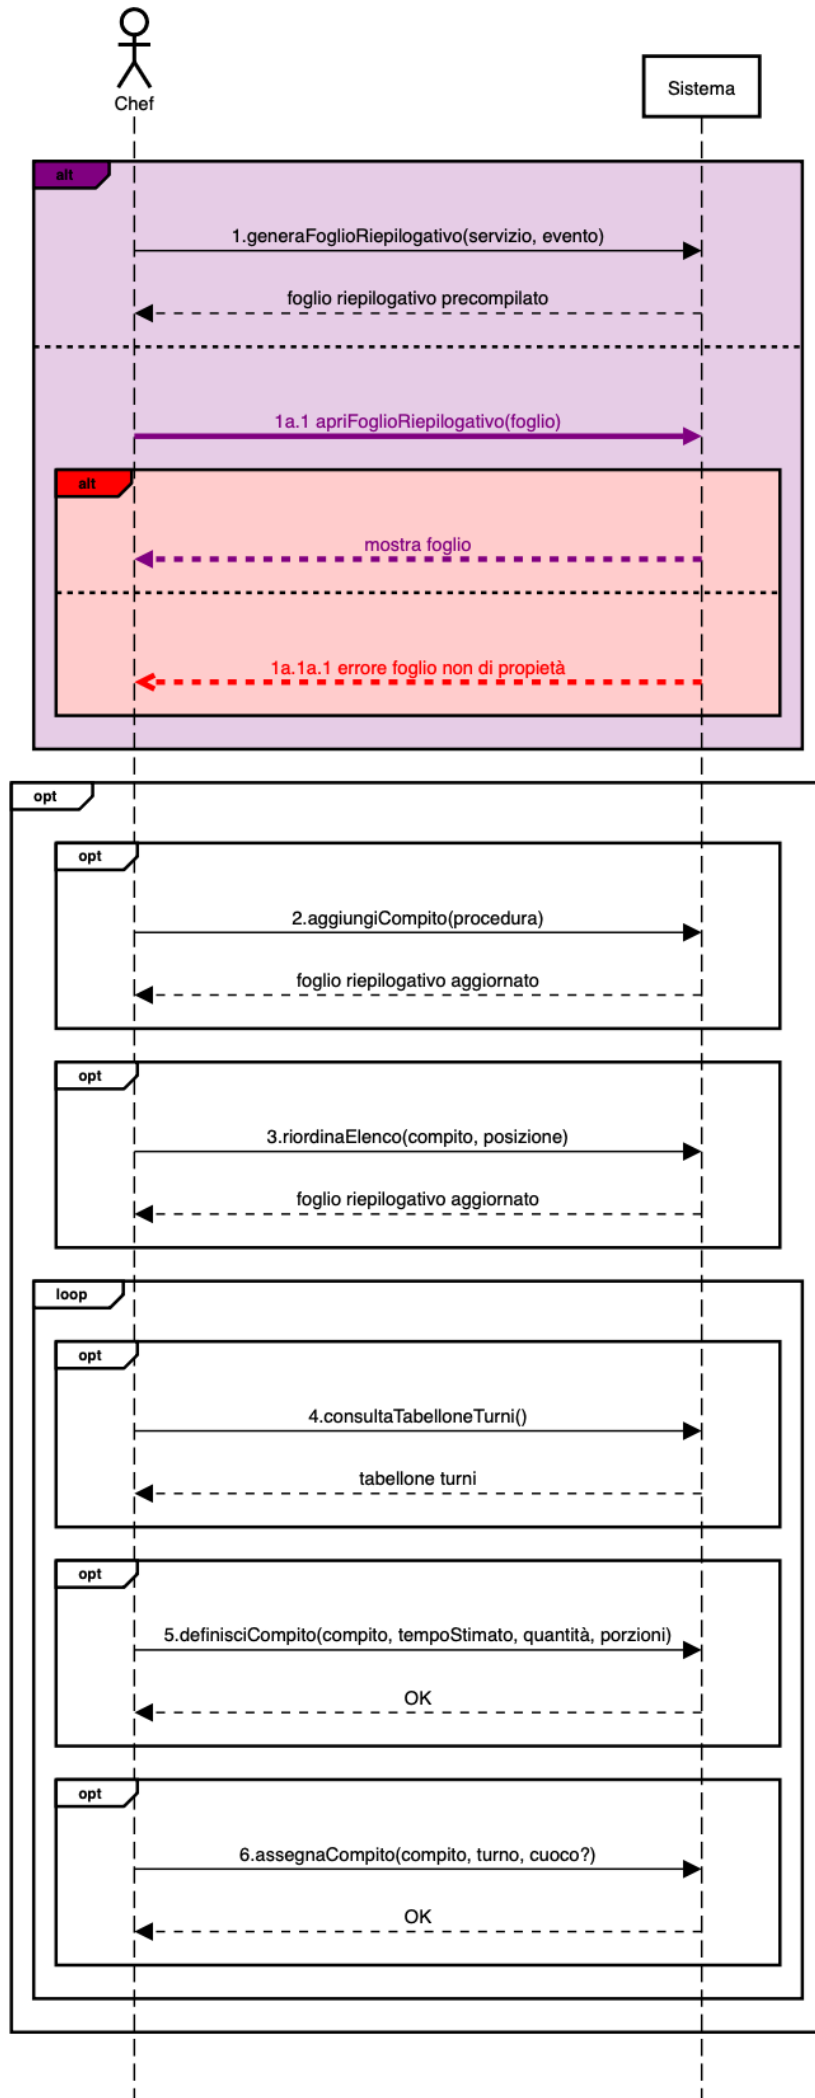 Chef
Sistema
alt
1.generaFoglioRiepilogativo(servizio, evento)
foglio riepilogativo precompilato
1a.1 apriFoglioRiepilogativo(foglio)
alt
mostra foglio
1a.1a.1 errore foglio non di propietà
opt
opt
2.aggiungiCompito(procedura)
foglio riepilogativo aggiornato
opt
3.riordinaElenco(compito, posizione)
foglio riepilogativo aggiornato
loop
opt
4.consultaTabelloneTurni()
tabellone turni
opt
5.definisciCompito(compito, tempoStimato, quantità, porzioni)
OK
opt
6.assegnaCompito(compito, turno, cuoco?)
OK